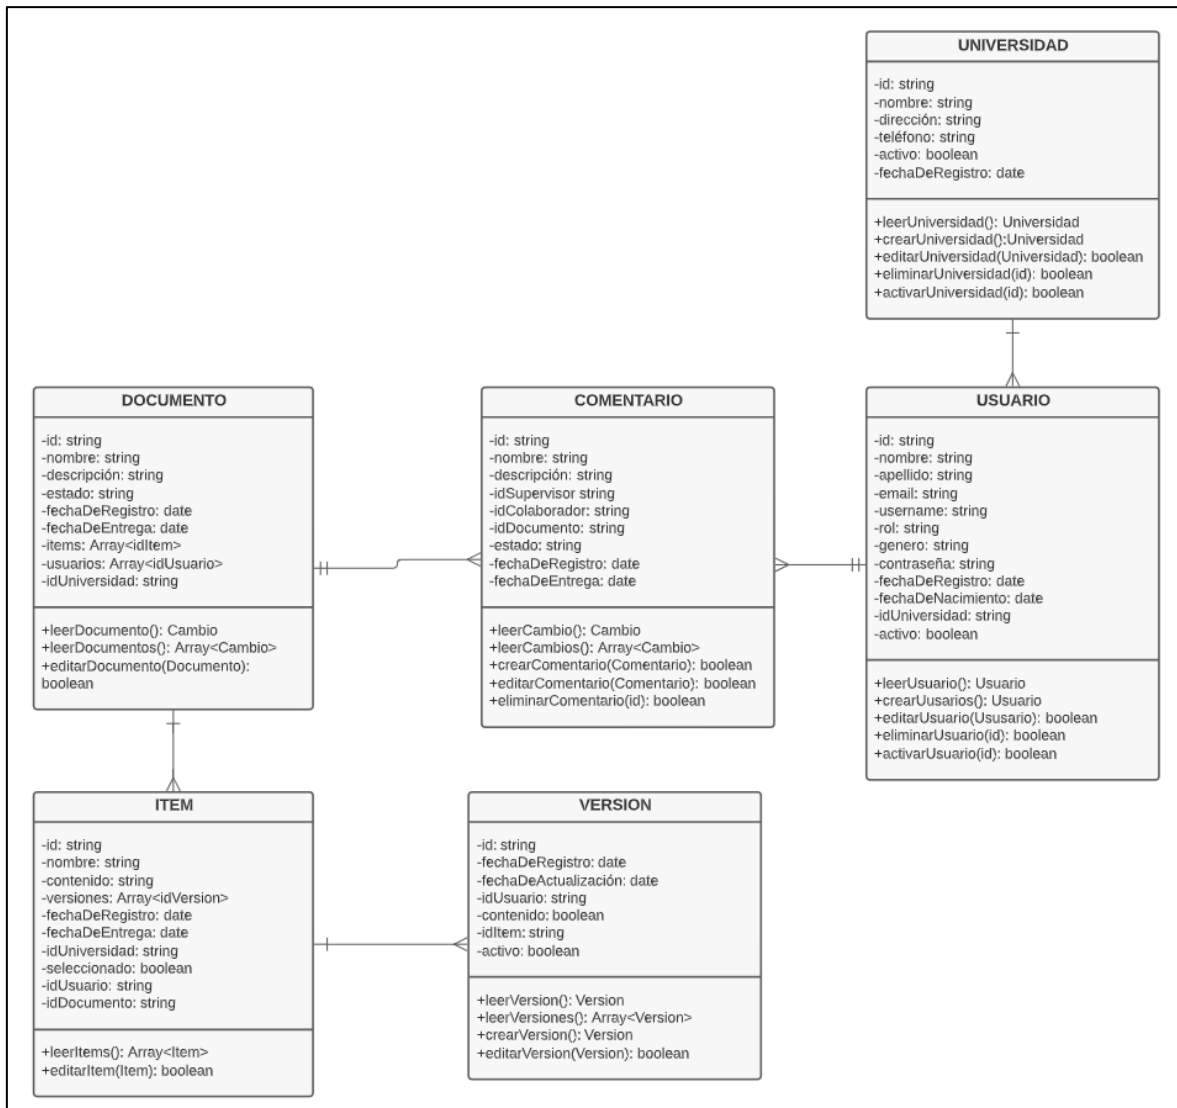 UNIVERSIDAD
-id: string
-nombre: string
-dirección: string
-teléfono: string
-activo: boolean
-fechaDeRegistro: date
+leerUniversidad(): Universidad
+crearUniversidad():Universidad
+editarUniversidad(Universidad): boolean
+eliminarUniversidad(id): boolean
+activarUniversidad(id): boolean
DOCUMENTO
-id: string
-nombre: string
-descripción: string
-estado: string
-fechaDeRegistro: date
-fechaDeEntrega: date
-items: Array<idItem>
-usuarios: Array<idUsuario>
-idUniversidad: string
+leerDocumento(): Cambio
+leerDocumentos(): Array<Cambio>
+editarDocumento(Documento):
boolean
COMENTARIO
-id: string
-nombre: string
-descripción: string
-idSupervisor string
-idColaborador: string
-idDocumento: string
-estado: string
-fechaDeRegistro: date
-fechaDeEntrega: date
+leerCambio(): Cambio
+leerCambios(): Array<Cambio>
+crearComentario(Comentario): boolean
+editarComentario(Comentario): boolean
+eliminarComentario(id): boolean
USUARIO
-id: string
-nombre: string
-apellido: string
-email: string
-username: string
-rol: string
-genero: string
-contraseña: string
-fechaDeRegistro: date
-fechaDeNacimiento: date
-idUniversidad: string
-activo: boolean
+leerUsuario(): Usuario
+crearUusarios(): Usuario
+editarUsuario(Ususario): boolean
+eliminarUsuario(id): boolean
+activarUsuario(id): boolean
ITEM
-id: string
-nombre: string
-contenido: string
-versiones: Array<idVersion>
-fechaDeRegistro: date
-fechaDeEntrega: date
-idUniversidad: string
-seleccionado: boolean
-idUsuario: string
-idDocumento: string
+leerItems(): Array<Item>
+editarItem(Item): boolean
VERSION
-id: string
-fechaDeRegistro: date
-fechaDeActualización: date
-idUsuario: string
-contenido: boolean
-idItem: string
-activo: boolean
+leerVersion(): Version
+leerVersiones(): Array<Version>
+crearVersion(): Version
+editarVersion(Version): boolean